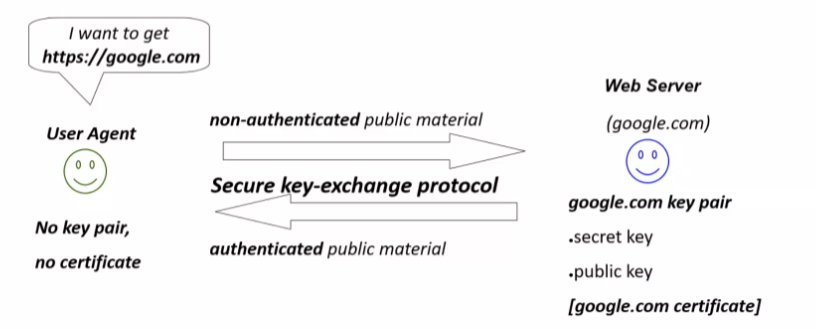 I want to get
https://google.com
Web Server
(google.com)
User Agent
non-authenticated public material
Secure key-exchange protocol
google.com key pair
No key pair,
no certificate
authenticated public material
.secret key
.public key
[google.com certificate]